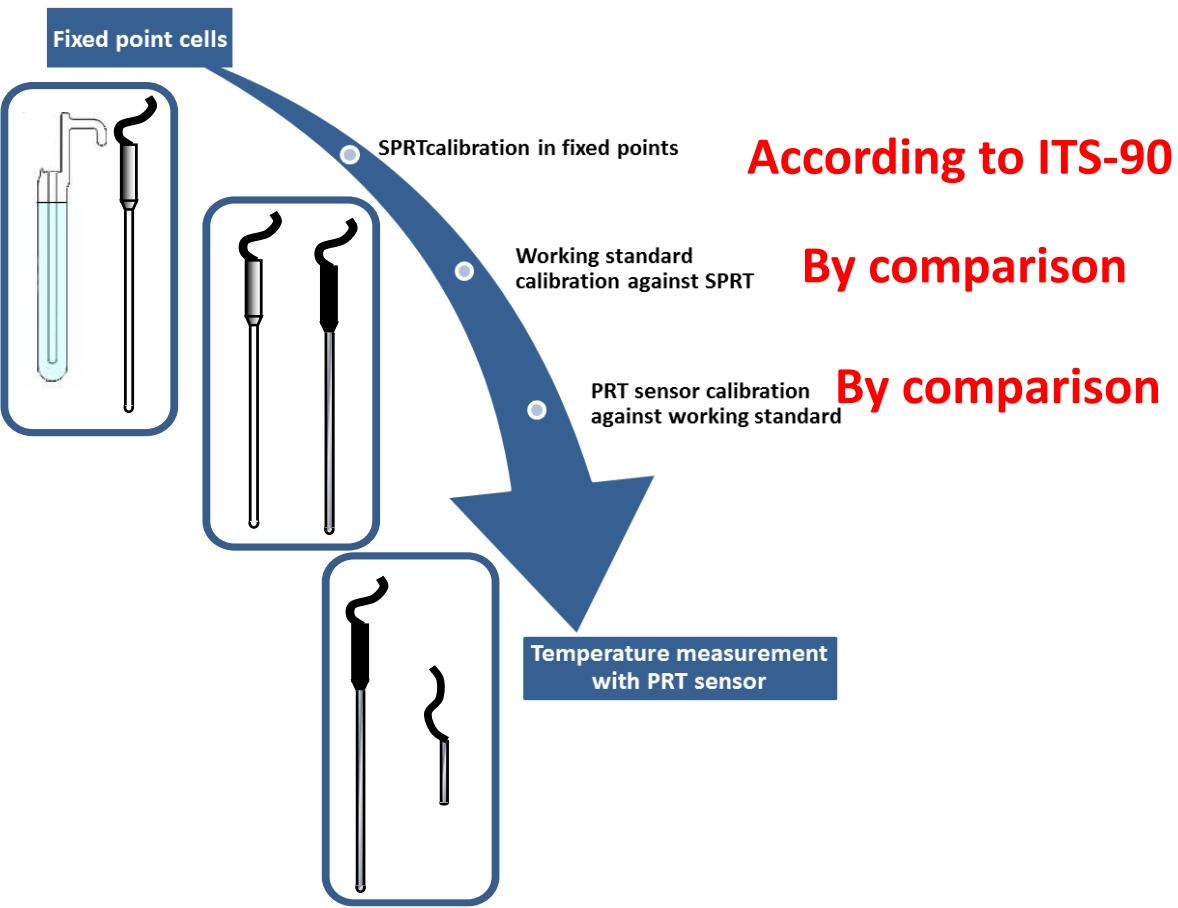 Fixed point cells
SPRTcalibration in fixed points
According to ITS-90
Working standard
calibration against SPRT
By comparison
PRT sensor calibration
against working standard
By comparison
Temperature measurement
with PRT sensor